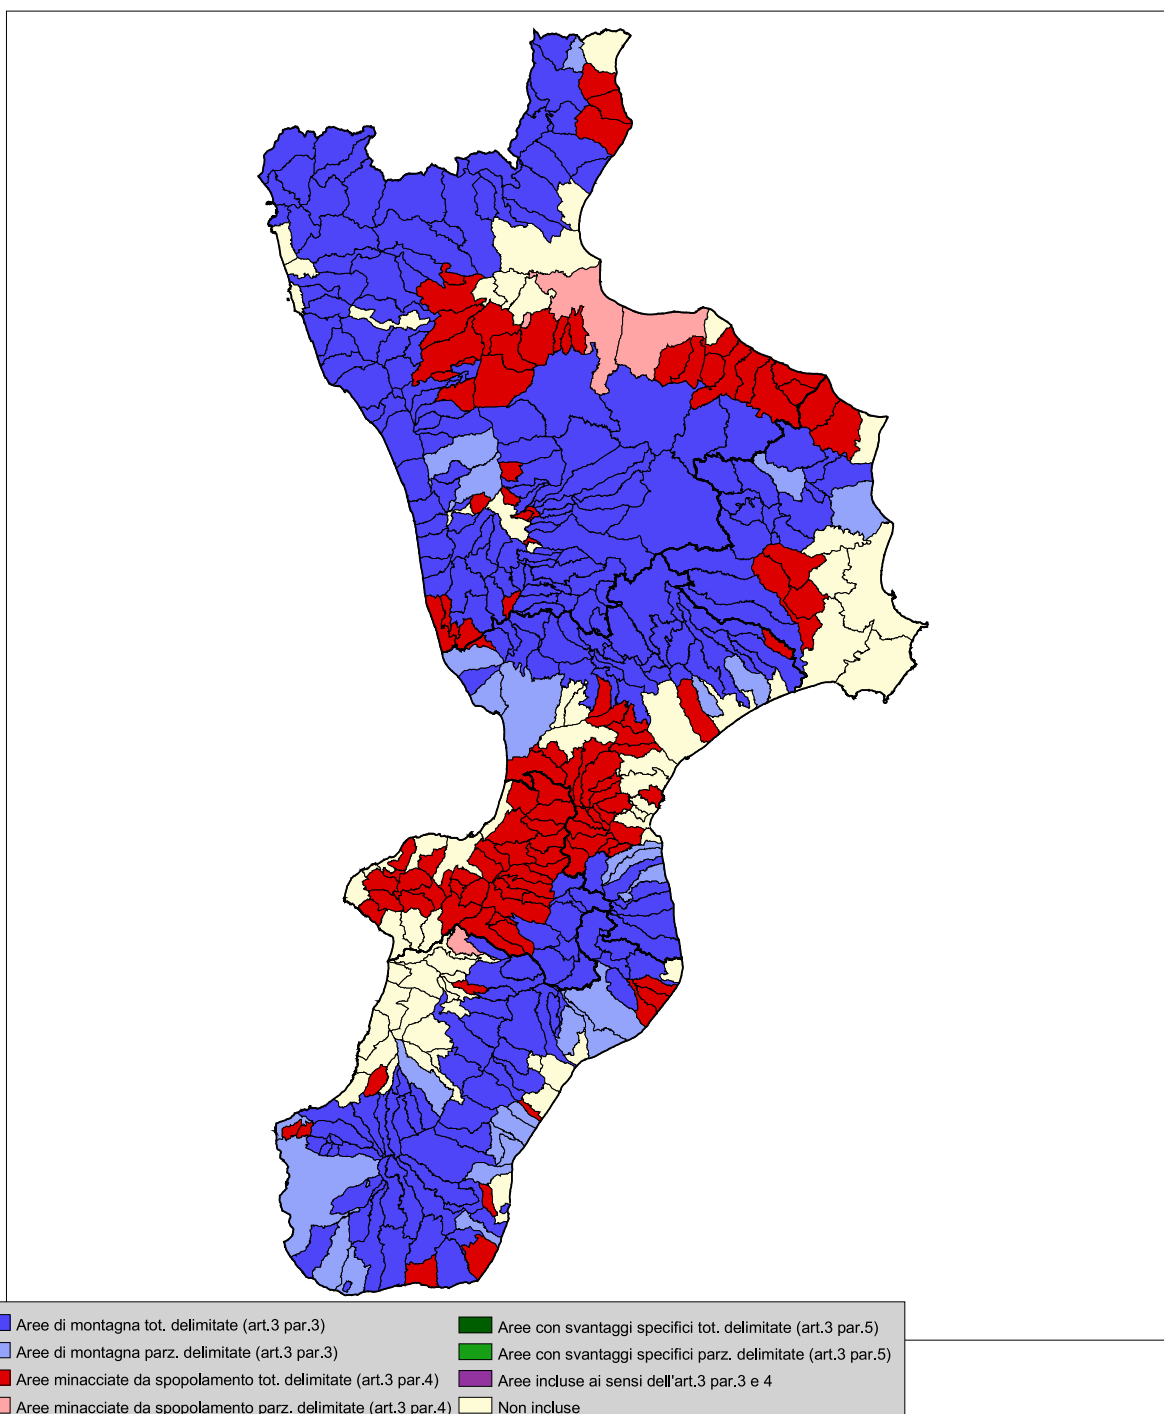 Aree di montagna tot. delimitate (art.3 par.3)
Aree di montagna parz. delimitate (art.3 par.3)
Aree minacciate da spopolamento tot. delimitate (art.3 par.4)
Aree minacciate da spopolamento parz. delimitate (art.3 par.4)
Aree con svantaggi specifici tot. delimitate (art.3 par.5)
Aree con svantaggi specifici parz. delimitate (art.3 par.5)
Aree incluse ai sensi dell'art.3 par.3 e 4
Non incluse